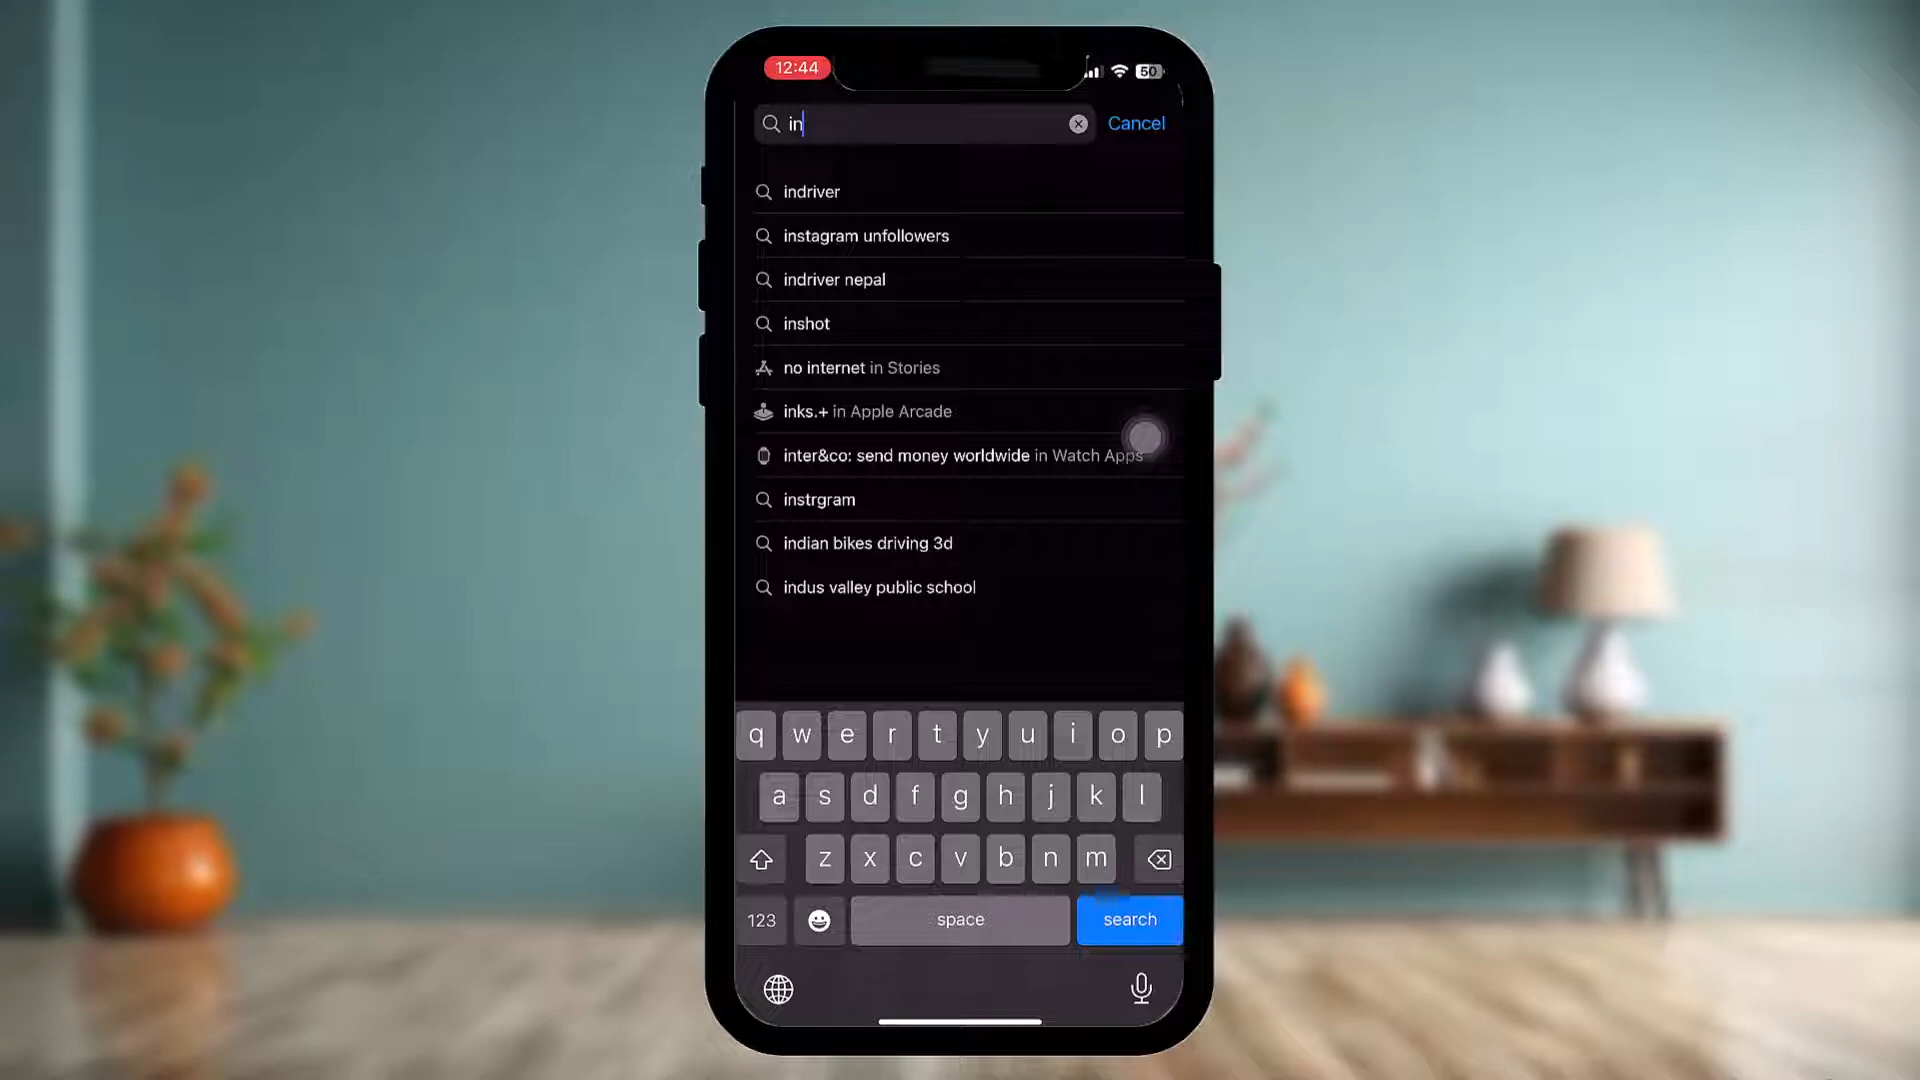 12:44
50
in
Cancel
indriver
instagram unfollowers
indriver nepal
inshot
no internet in Stories
inks.+ in Apple Arcade
inter&co: send money worldwide in Watch Apps
instrgram
indian bikes driving 3d
indus valley public school
q w e r t y u i o p
a s d f g h j k l
z x c v b n m
123 space search